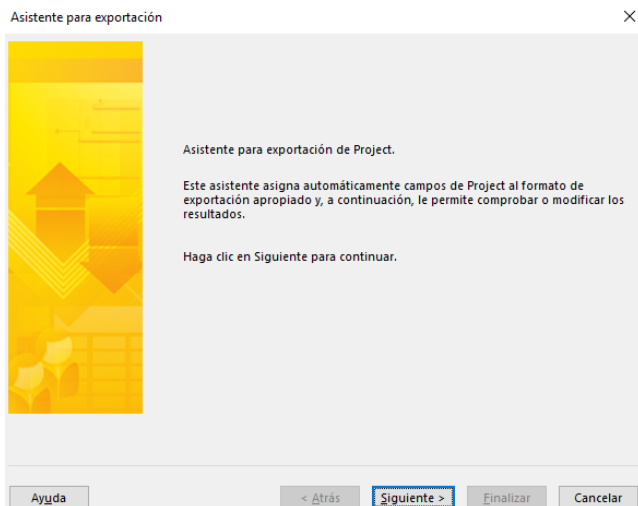 Asistente para exportación
Asistente para exportación de Project.
Este asistente asigna automáticamente campos de Project al formato de
exportación apropiado y, a continuación, le permite comprobar o modificar los
resultados.
Haga clic en Siguiente para continuar.
Ayuda
< Atrás
Siguiente >
Finalizar
Cancelar